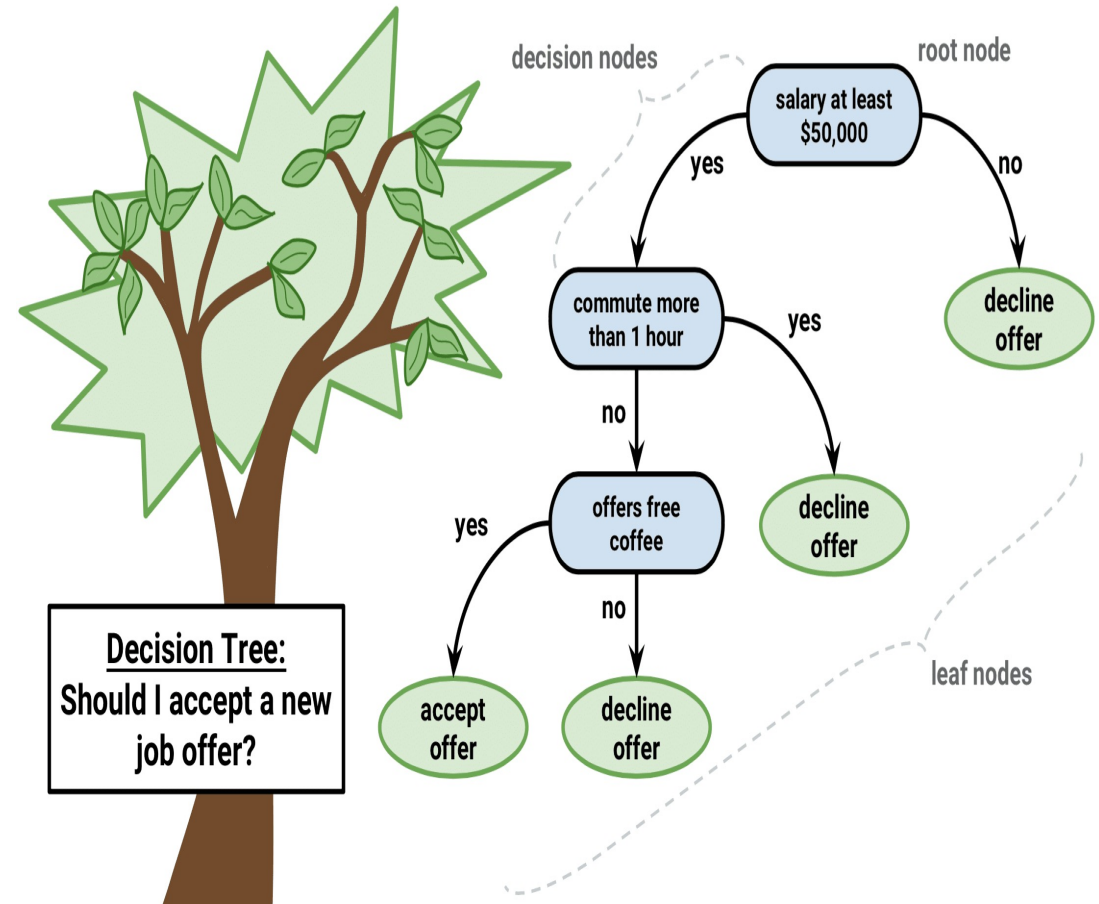 decision nodes
root node
salary at least
$50,000
yes
no
commute more
than 1 hour
yes
decline
offer
no
offers free
coffee
decline
offer
yes
no
Decision Tree:
Should I accept a new
job offer?
accept
offer
decline
offer
leaf nodes